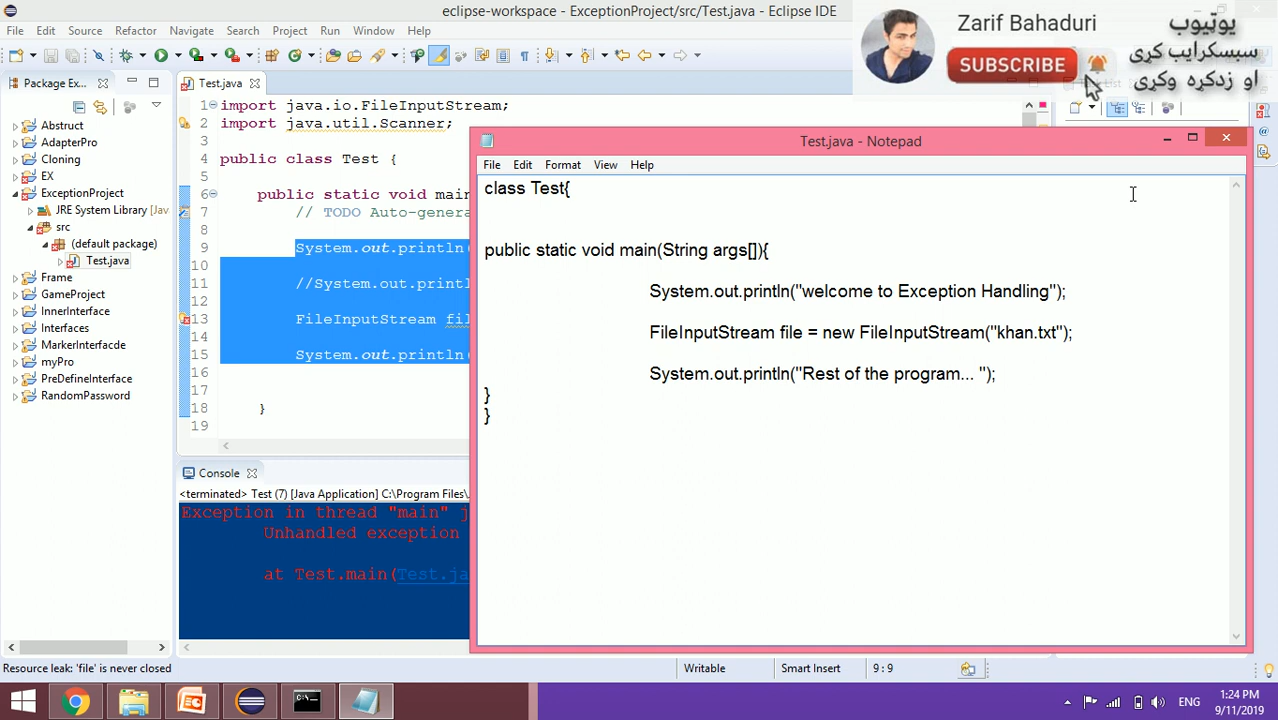 eclipse-workspace - ExceptionProject/src/Test.java - Eclipse IDE
File Edit Source Refactor Navigate Search Project Run Window Help
Zarif Bahaduri
SUBSCRIBE
یوټیوب
سبسکرایب کړی
او زدکړه وکړی
Package Ex...
Abstruct
AdapterPro
Cloning
EX
ExceptionProject
JRE System Library [Jav
src
(default package)
Test.java
Frame
GameProject
InnerInterface
Interfaces
MarkerInterfacde
myPro
PreDefineInterface
RandomPassword
Test.java
1 import java.io.FileInputStream;
2 import java.util.Scanner;
3
4 public class Test {
5
6 public static void main
7 // TODO Auto-genera
8
9 System.out.println(
10
11 //System.out.printl
12
13 FileInputStream fil
14
15 System.out.println(
16
17
18 }
19
Console
<terminated> Test (7) [Java Application] C:\Program Files\
Exception in thread "main" j
Unhandled exception
at Test.main(Test.ja
Test.java - Notepad
File Edit Format View Help
class Test{
public static void main(String args[]){
System.out.println("welcome to Exception Handling");
FileInputStream file = new FileInputStream("khan.txt");
System.out.println("Rest of the program... ");
}
}
Resource leak: 'file' is never closed
Writable
Smart Insert
9 : 9
ENG
1:24 PM
9/11/2019